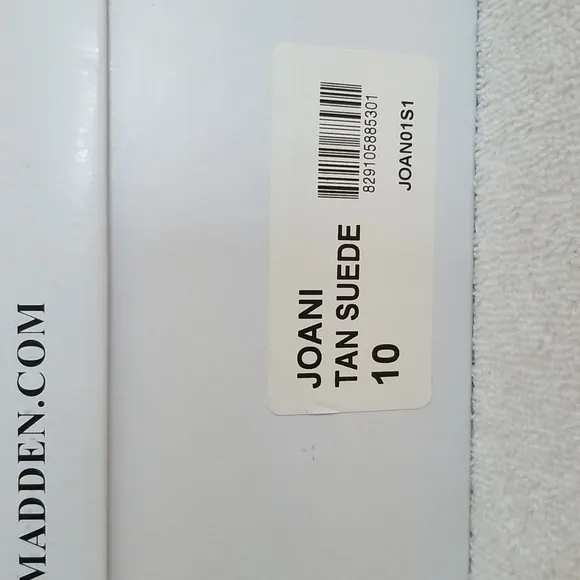 MADDEN.COM
JOANI
TAN SUEDE
10
829105885301
JOAN01S1